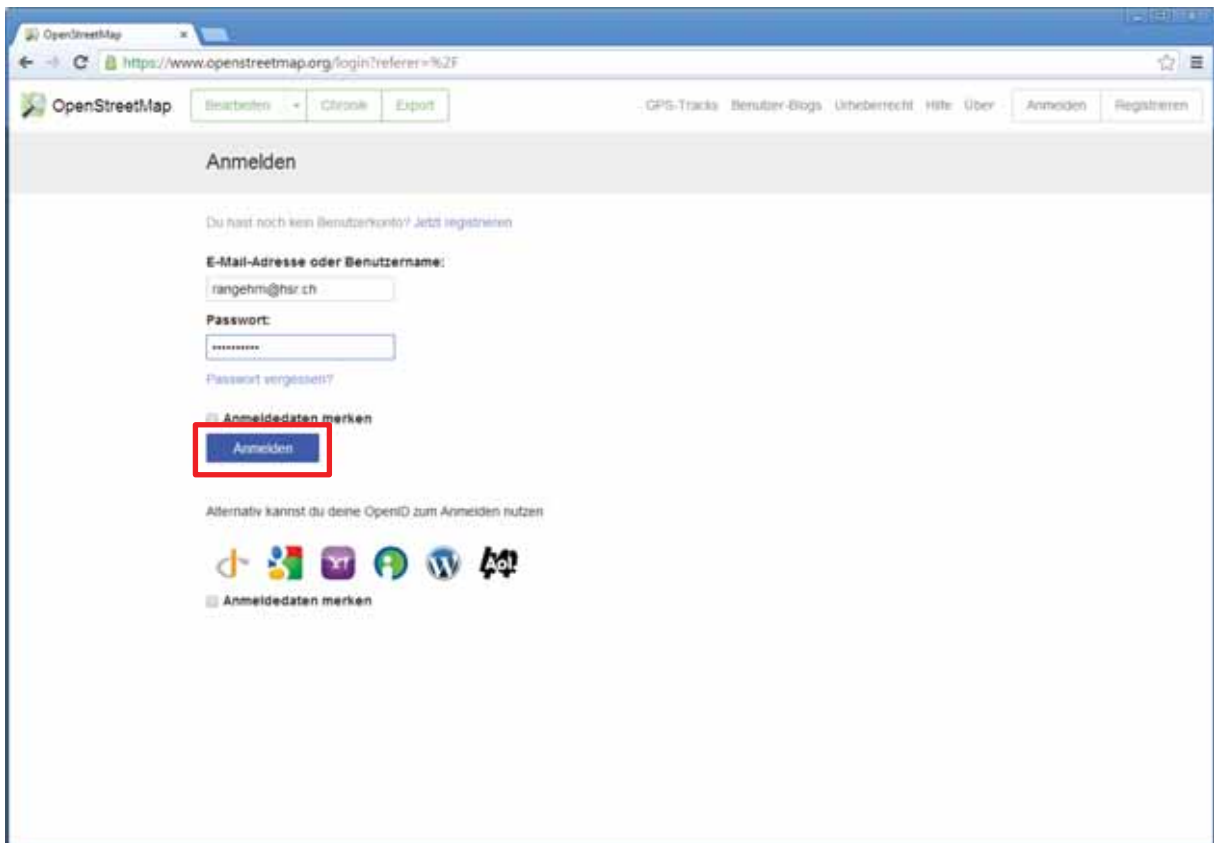 OpenStreetMap
https://www.openstreetmap.org/login?referer=%2F
OpenStreetMap Bearbeiten Chronik Export GPS-Tracks Benutzer-Blogs Urheberrecht Hilfe Über Anmelden Registrieren
Anmelden
Du hast noch kein Benutzerkonto? Jetzt registrieren
E-Mail-Adresse oder Benutzername:
rangehm@hsr.ch
Passwort:
••••••••••
Passwort vergessen?
Anmeldedaten merken
Anmelden
Alternativ kannst du deine OpenID zum Anmelden nutzen
Y! W Aol
Anmeldedaten merken